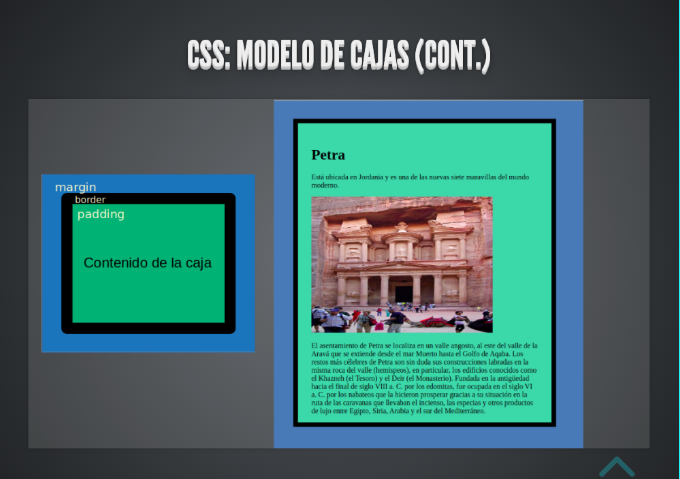 CSS: MODELO DE CAJAS (CONT.)
margin
border
padding
Contenido de la caja
Petra
Está ubicada en Jordania y es una de las nuevas siete maravillas del mundo
moderno.
El asentamiento de Petra se localiza en un valle angosto, al este del valle de la
Aravá que se extiende desde el mar Muerto hasta el Golfo de Aqaba. Los
restos más célebres de Petra son sin duda sus construcciones labradas en la
misma roca del valle (hemispeos), en particular, los edificios conocidos como
el Khazneh (el Tesoro) y el Deir (el Monasterio). Fundada en la antigüedad
hacia el final de siglo VIII a. C. por los edomitas, fue ocupada en el siglo VI
a. C. por los nabateos que la hicieron prosperar gracias a su situación en la
ruta de las caravanas que llevaban el incienso, las especias y otros productos
de lujo entre Egipto, Siria, Arabia y el sur del Mediterráneo.